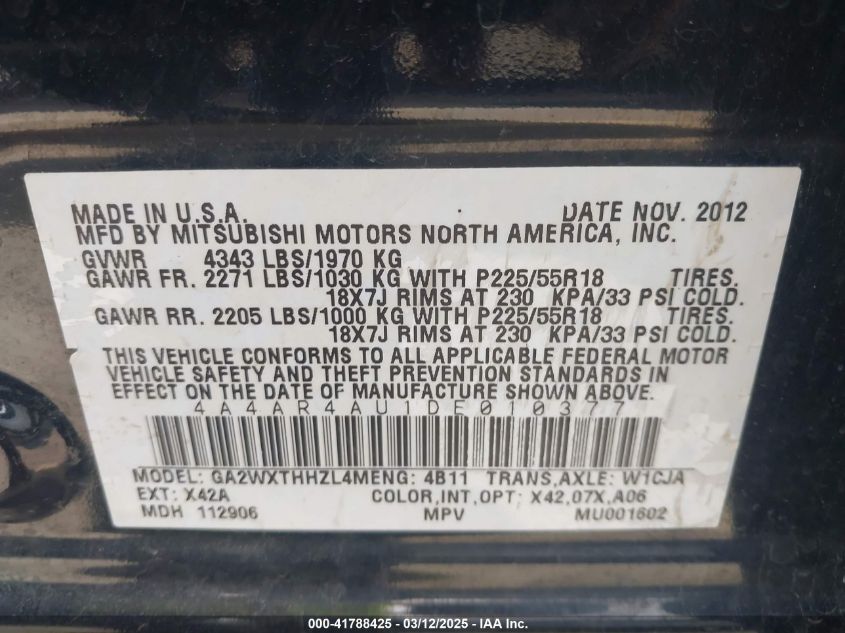 MADE IN U.S.A. DATE NOV. 2012
MFD BY MITSUBISHI MOTORS NORTH AMERICA, INC.
GVWR 4343 LBS/1970 KG
GAWR FR. 2271 LBS/1030 KG WITH P225/55R18 TIRES.
18X7J RIMS AT 230 KPA/33 PSI COLD.
GAWR RR. 2205 LBS/1000 KG WITH P225/55R18 TIRES.
18X7J RIMS AT 230 KPA/33 PSI COLD.
THIS VEHICLE CONFORMS TO ALL APPLICABLE FEDERAL MOTOR
VEHICLE SAFETY AND THEFT PREVENTION STANDARDS IN
EFFECT ON THE DATE OF MANUFACTURE SHOWN ABOVE.
4A4AR4AU1DE010377
MODEL: GA2WXTHHZL4MENG: 4B11 TRANS,AXLE: W1CJA
EXT: X42A COLOR,INT,OPT: X42,07X,A06
MDH 112906 MPV MU001602
000-41788425 - 03/12/2025 - IAA Inc.